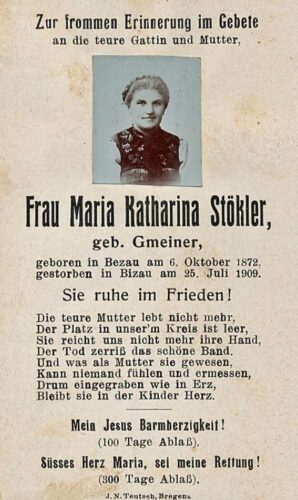 Zur frommen Erinnerung im Gebete
an die teure Gattin und Mutter,
Frau Maria Katharina Stökler,
geb. Gmeiner,
geboren in Bezau am 6. Oktober 1872,
gestorben in Bizau am 25. Juli 1909.
Sie ruhe im Frieden!
Die teure Mutter lebt nicht mehr,
Der Platz in unser'm Kreis ist leer,
Sie reicht uns nicht mehr ihre Hand,
Der Tod zerriß das schöne Band.
Und was als Mutter sie gewesen,
Kann niemand fühlen und ermessen,
Drum eingegraben wie in Erz,
Bleibt sie in der Kinder Herz.
Mein Jesus Barmherzigkeit!
(100 Tage Ablaß).
Süsses Herz Maria, sei meine Rettung!
(300 Tage Ablaß).
J. N. Teutsch, Bregenz